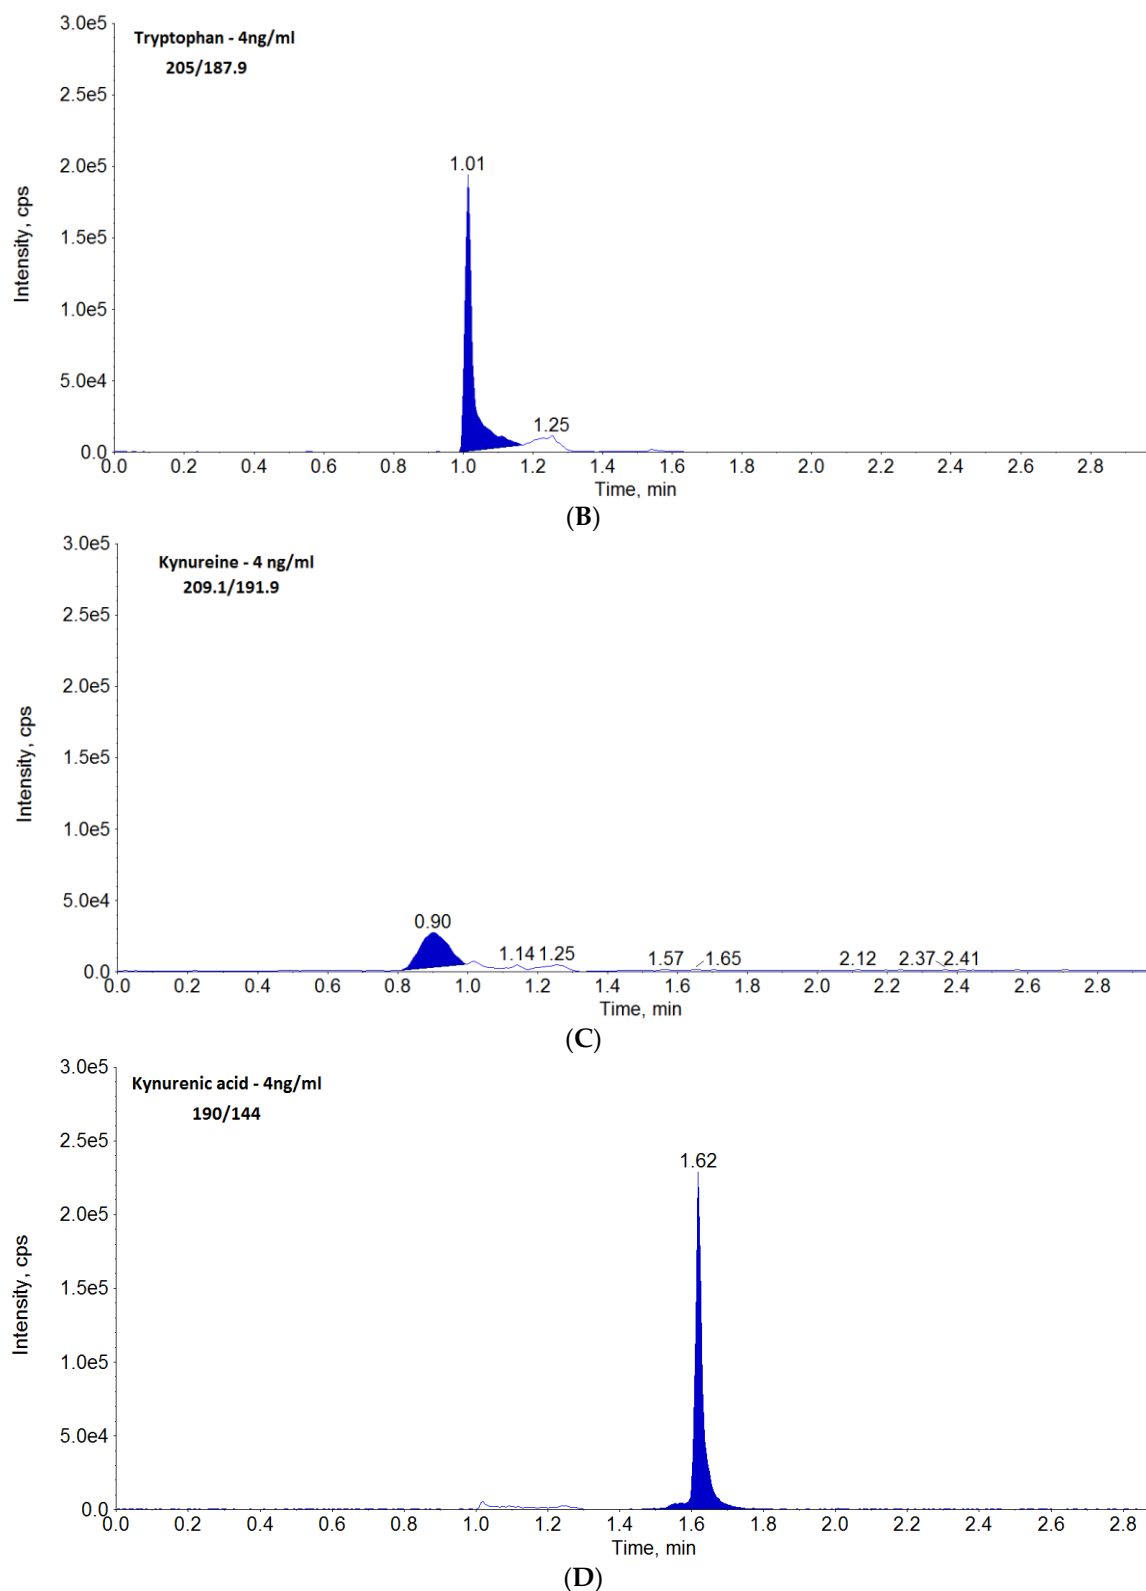 3.0e5
Tryptophan - 4ng/ml
205/187.9
2.5e5
2.0e5
1.01
Intensity, cps
1.5e5
1.0e5
5.0e4
1.25
0.0
0.0 0.2 0.4 0.6 0.8 1.0 1.2 1.4 1.6 1.8 2.0 2.2 2.4 2.6 2.8
Time, min
(B)
3.0e5
Kynureine - 4 ng/ml
209.1/191.9
2.5e5
2.0e5
Intensity, cps
1.5e5
1.0e5
5.0e4
0.90
1.14 1.25 1.57 1.65 2.12 2.37 2.41
0.0
0.0 0.2 0.4 0.6 0.8 1.0 1.2 1.4 1.6 1.8 2.0 2.2 2.4 2.6 2.8
Time, min
(C)
3.0e5
Kynurenic acid - 4ng/ml
190/144
2.5e5
1.62
2.0e5
Intensity, cps
1.5e5
1.0e5
5.0e4
0.0
0.0 0.2 0.4 0.6 0.8 1.0 1.2 1.4 1.6 1.8 2.0 2.2 2.4 2.6 2.8
Time, min
(D)